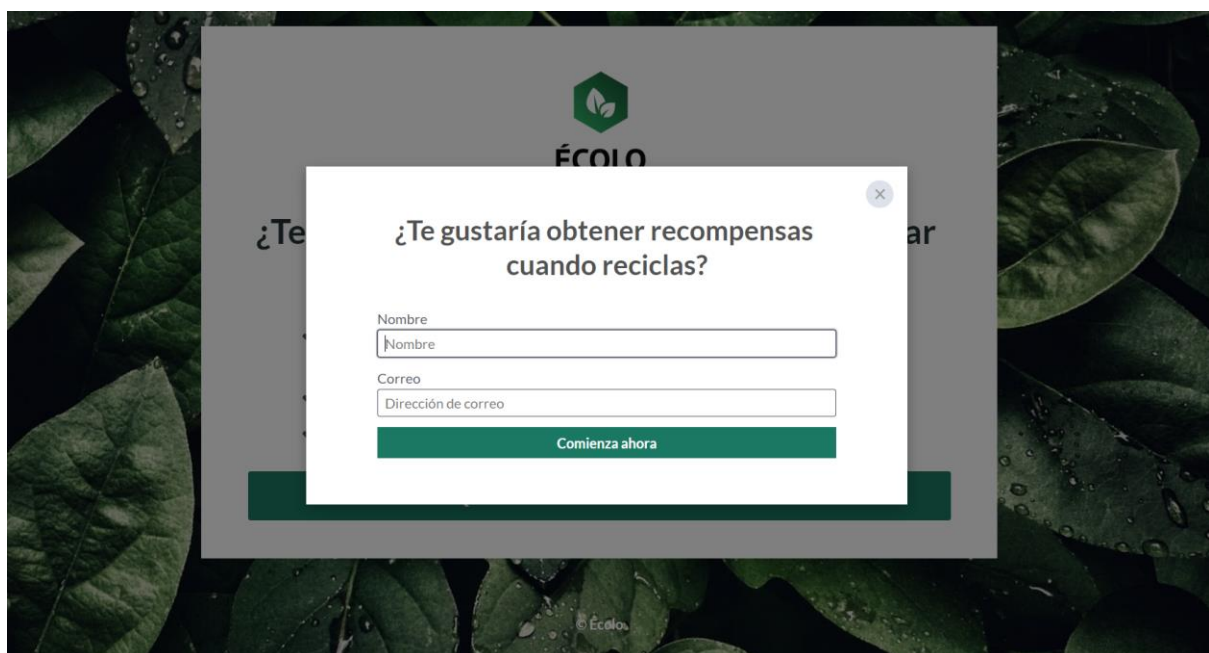 ÉCOLO
¿Te
ar
¿Te gustaría obtener recompensas
cuando reciclas?
Nombre
Nombre
Correo
Dirección de correo
Comienza ahora
© Écolo.